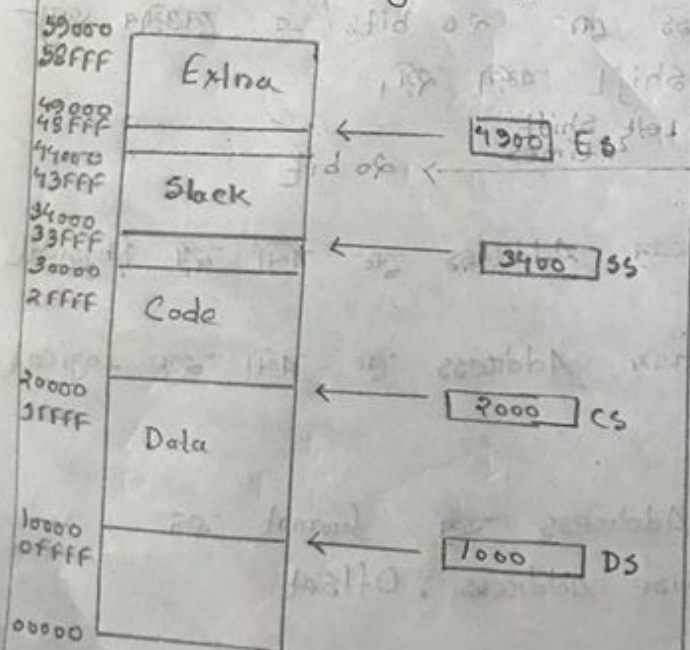 59000
58FFF
Extra
49000
48FFF
4900 ES
44000
43FFF
Stack
34000
33FFF
3400 SS
30000
2FFFF
Code
20000
1FFFF
2000 CS
Data
10000
0FFFF
1000 DS
00000